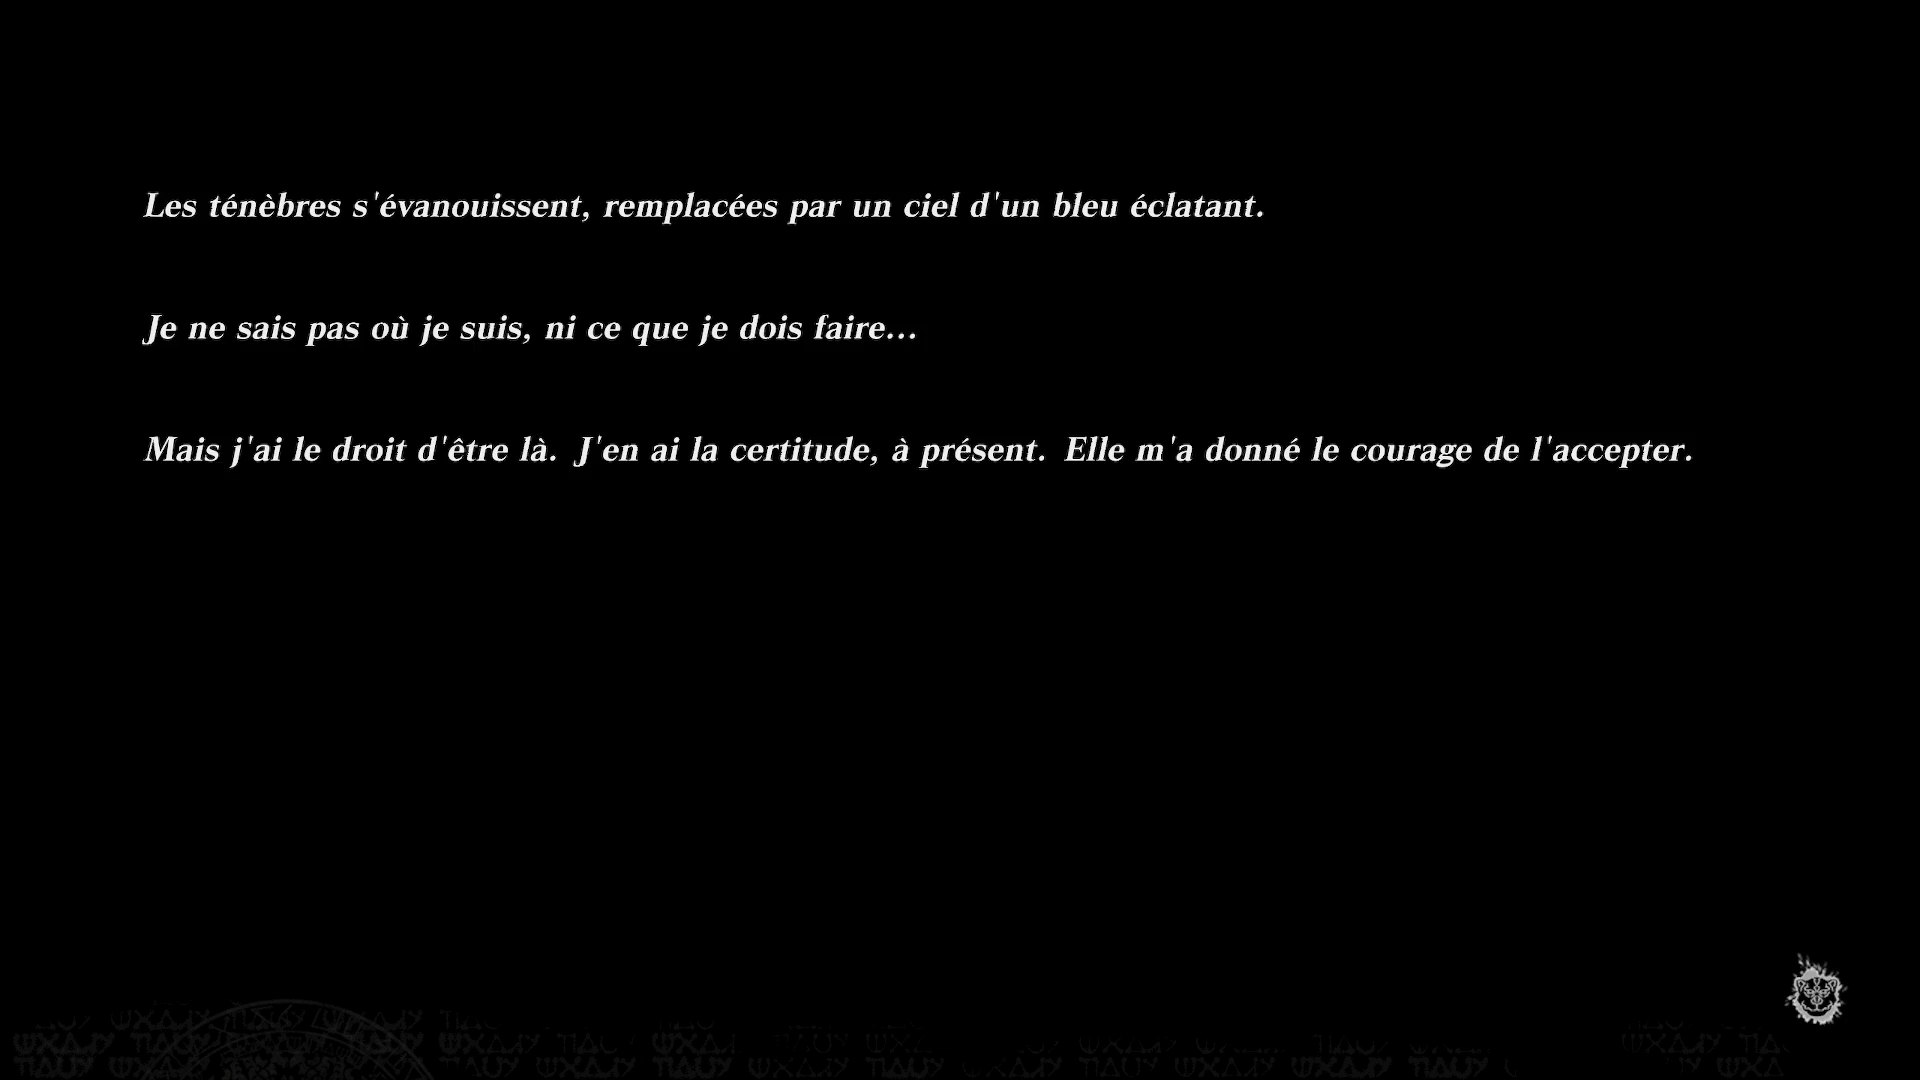 Les ténèbres s'évanouissent, remplacées par un ciel d'un bleu éclatant.
Je ne sais pas où je suis, ni ce que je dois faire...
Mais j'ai le droit d'être là. J'en ai la certitude, à présent. Elle m'a donné le courage de l'accepter.